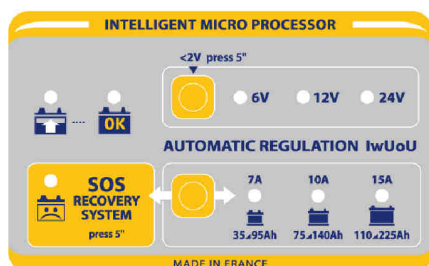 INTELLIGENT MICRO PROCESSOR
<2V press 5"
6V 12V 24V
OK
AUTOMATIC REGULATION IwUoU
SOS
RECOVERY
SYSTEM
press 5"
7A 10A 15A
35⊿95Ah 75⊿140Ah 110⊿225Ah
MADE IN FRANCE